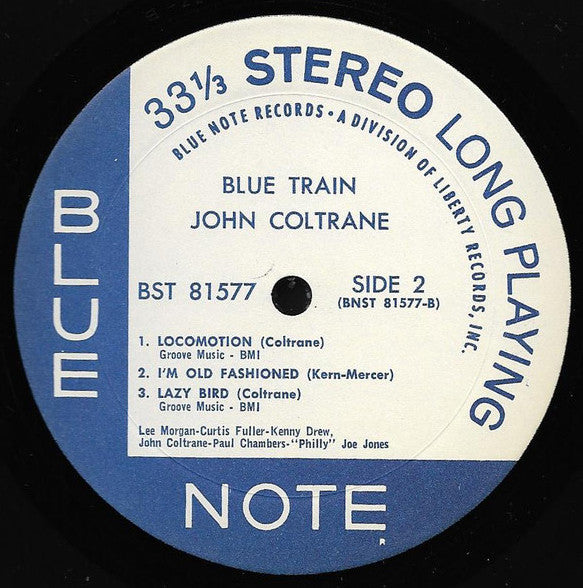 33⅓ STEREO LONG PLAYING
BLUE NOTE RECORDS • A DIVISION OF LIBERTY RECORDS, INC.
BLUE TRAIN
JOHN COLTRANE
BLUE
BST 81577
SIDE 2
(BNST 81577-B)
1. LOCOMOTION (Coltrane)
Groove Music - BMI
2. I'M OLD FASHIONED (Kern-Mercer)
3. LAZY BIRD (Coltrane)
Groove Music - BMI
Lee Morgan-Curtis Fuller-Kenny Drew,
John Coltrane-Paul Chambers-"Philly" Joe Jones
NOTE
R